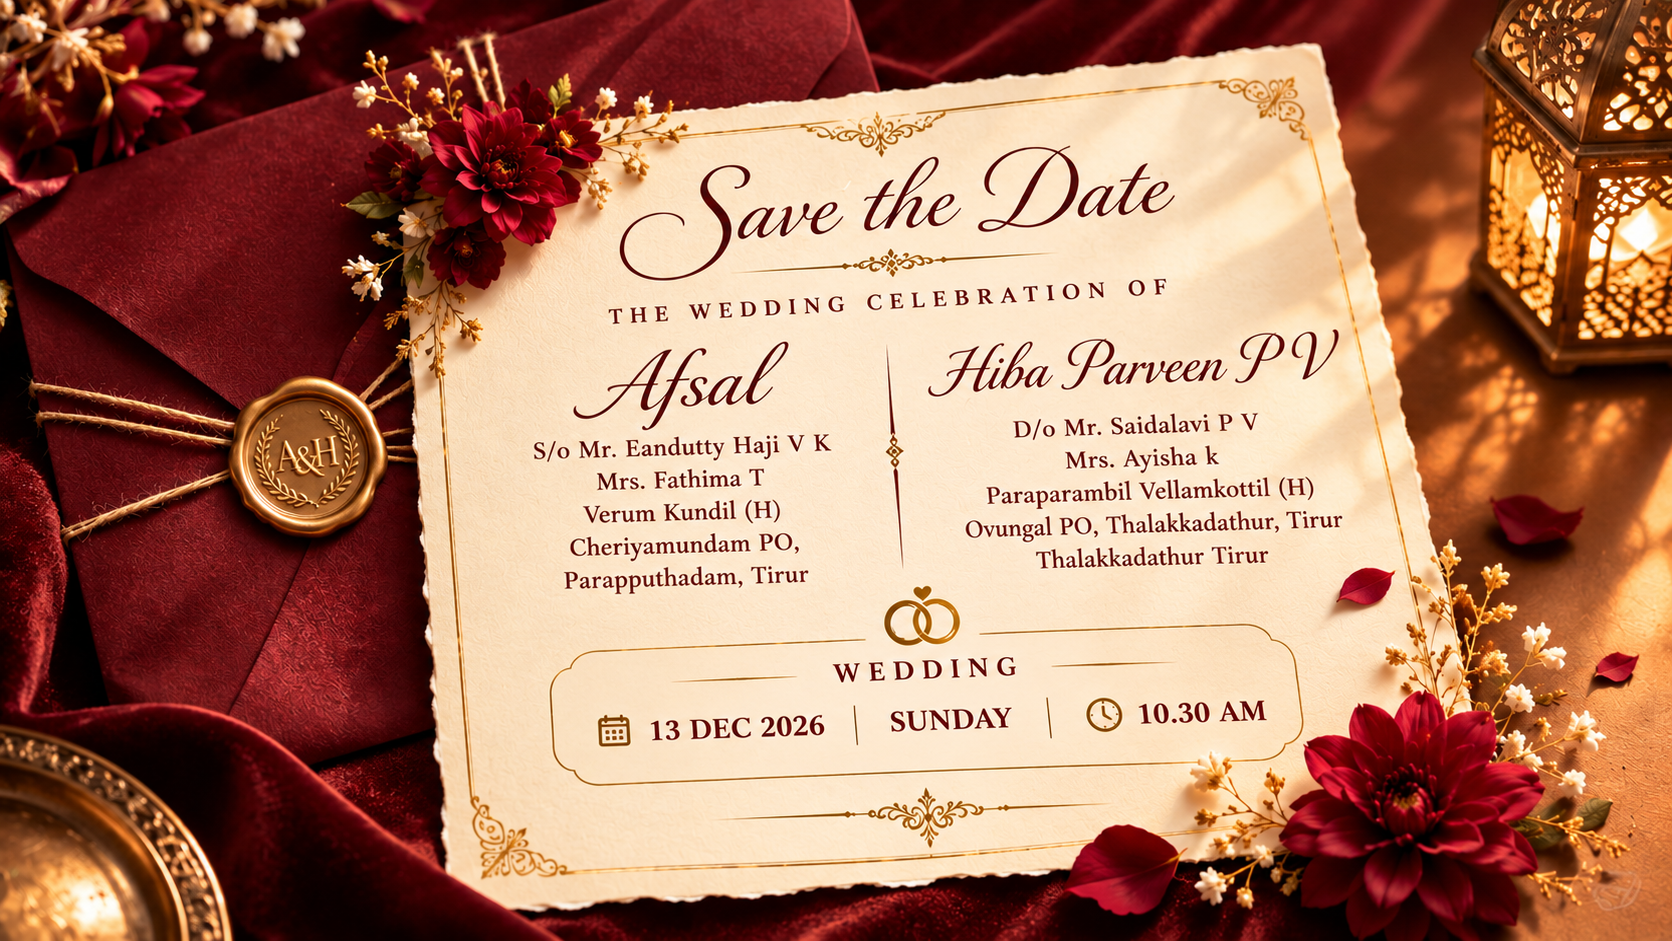 Save the Date
THE WEDDING CELEBRATION OF
Afsal
S/o Mr. Eandutty Haji V K
Mrs. Fathima T
Verum Kundil (H)
Cheriyamundam PO,
Parapputhadam, Tirur
Hiba Parveen P V
D/o Mr. Saidalavi P V
Mrs. Ayisha k
Paraparambil Vellamkottil (H)
Ovungal PO, Thalakkadathur, Tirur
Thalakkadathur Tirur
A&H
WEDDING
13 DEC 2026
SUNDAY
10.30 AM